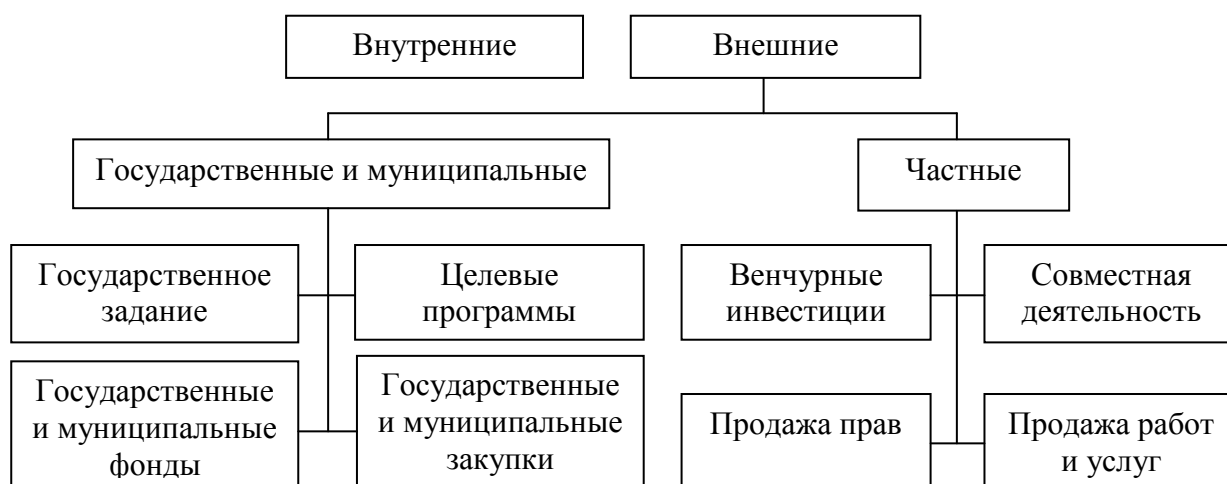 Внутренние
Внешние
Государственные и муниципальные
Частные
Государственное
задание
Целевые
программы
Венчурные
инвестиции
Совместная
деятельность
Государственные
и муниципальные
фонды
Государственные
и муниципальные
закупки
Продажа прав
Продажа работ
и услуг